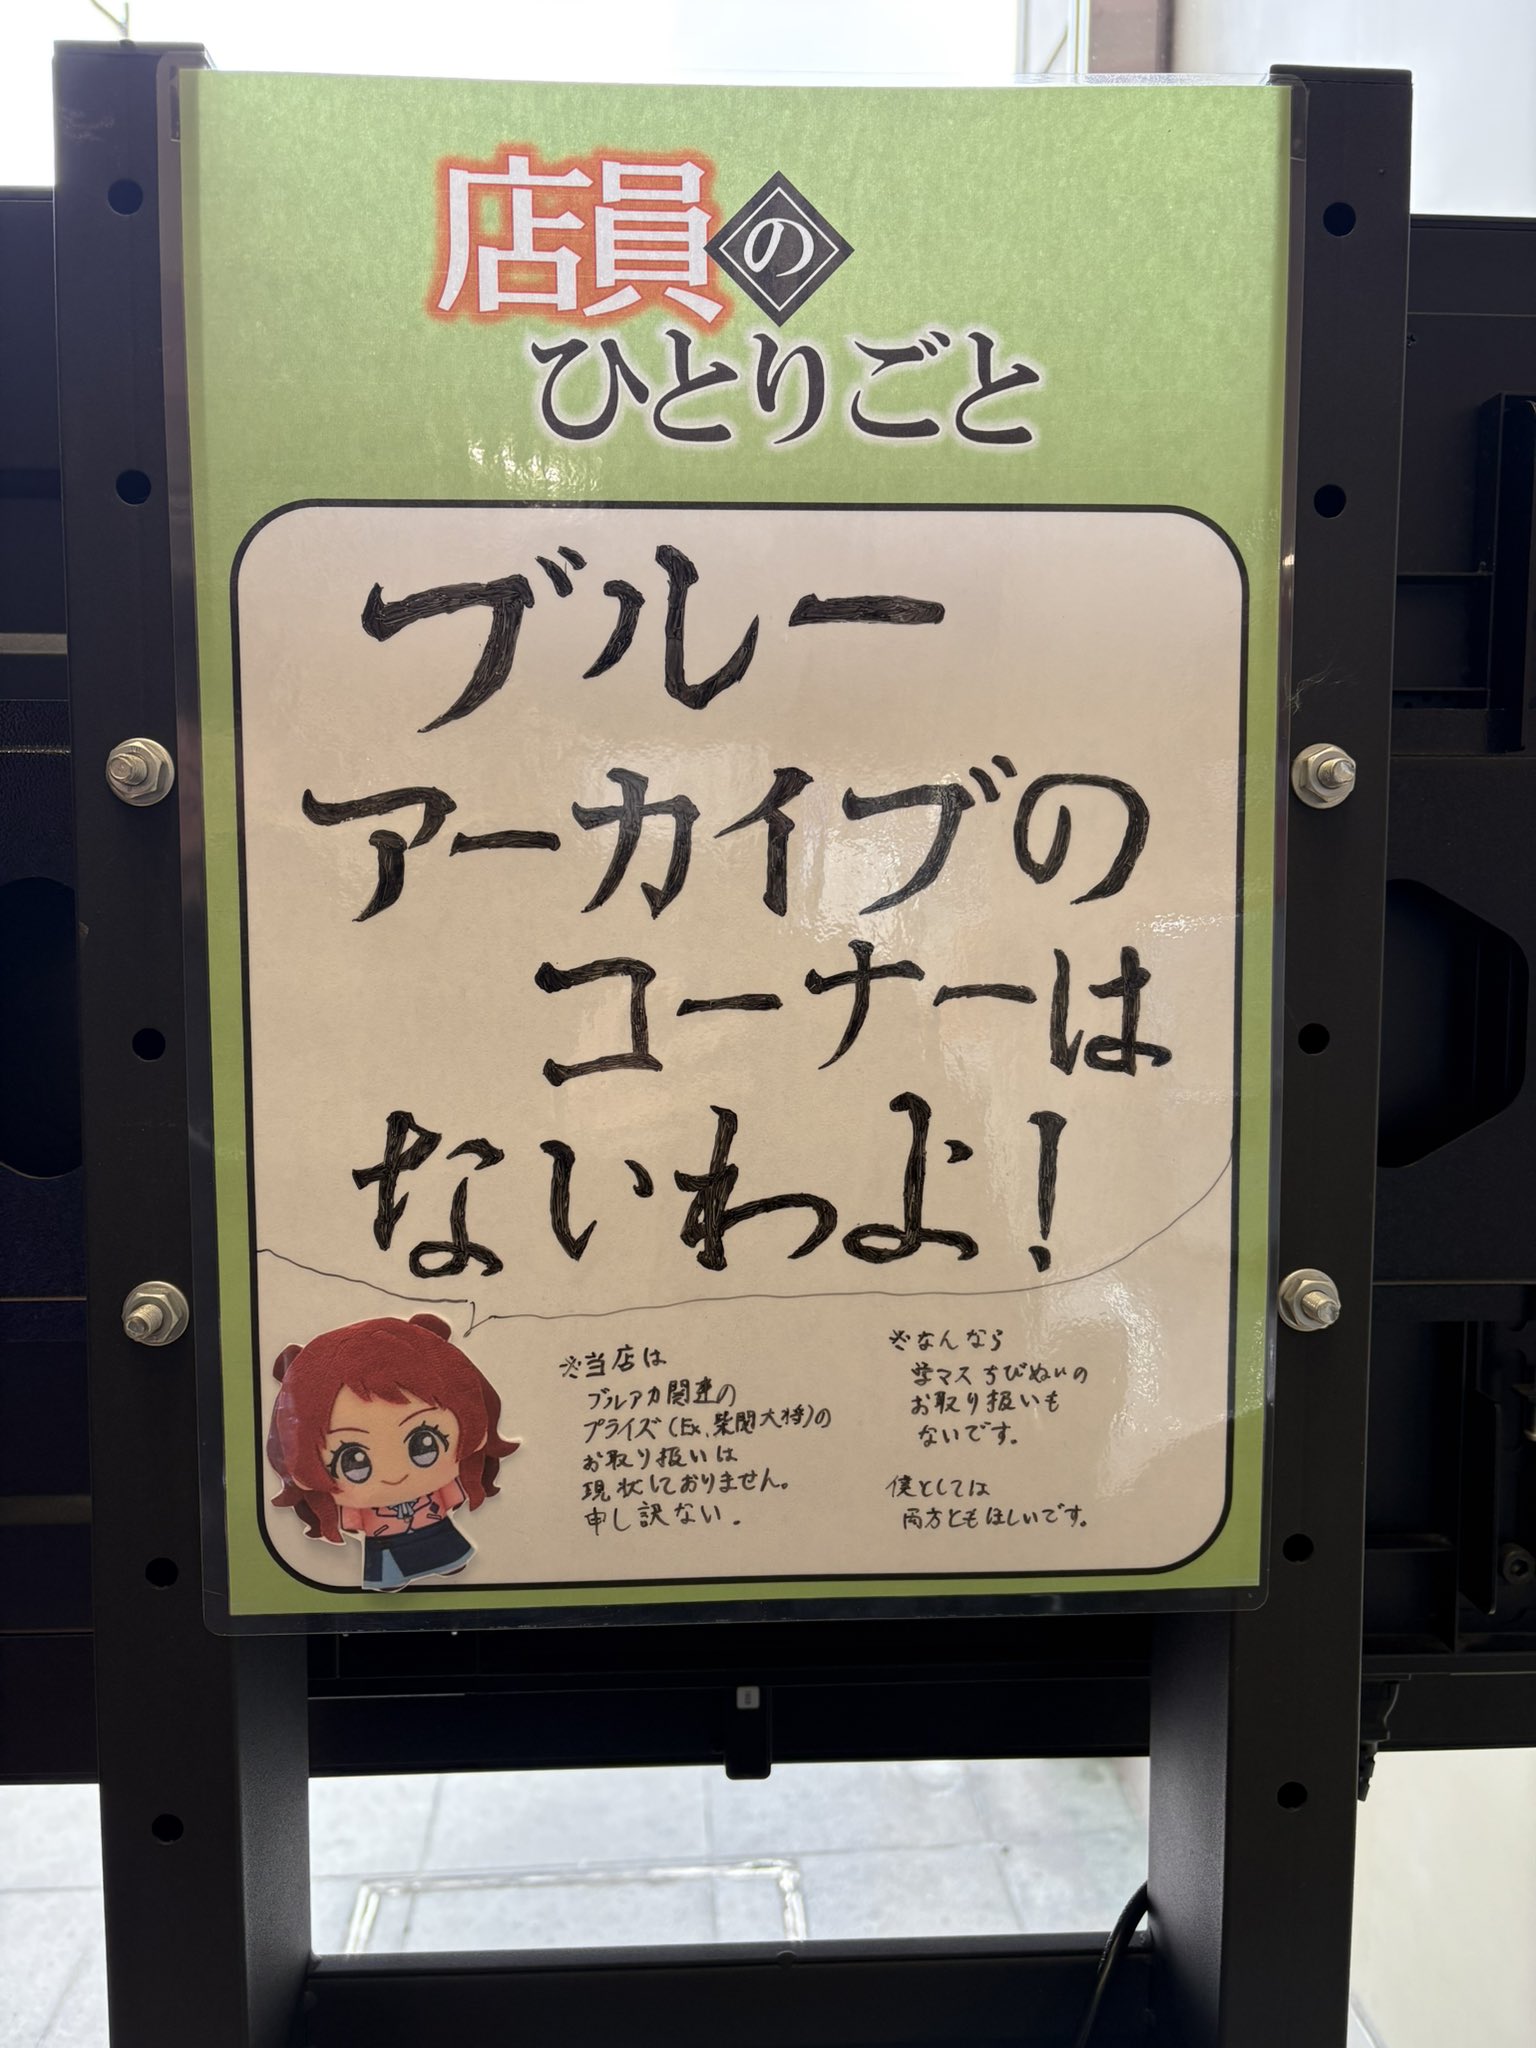 店員の
ひとりごと
ブルー
アーカイブの
コーナーは
ないわよ!
※当店は
ブルアカ関連の
プライズ(Ex.柴関大将)の
お取り扱いは
現状しておりません。
申し訳ない.
※なんなら
学マスちびぬいの
お取り扱いも
ないです。
僕としては
両方ともほしいです。